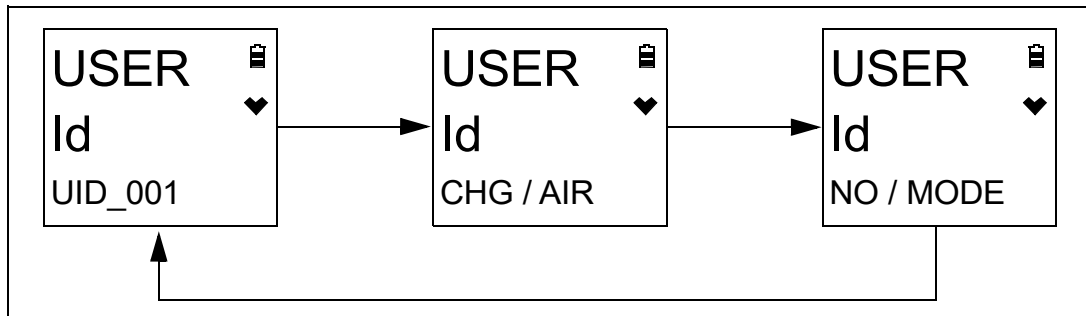 USER
Id
UID_001
USER
Id
CHG / AIR
USER
Id
NO / MODE